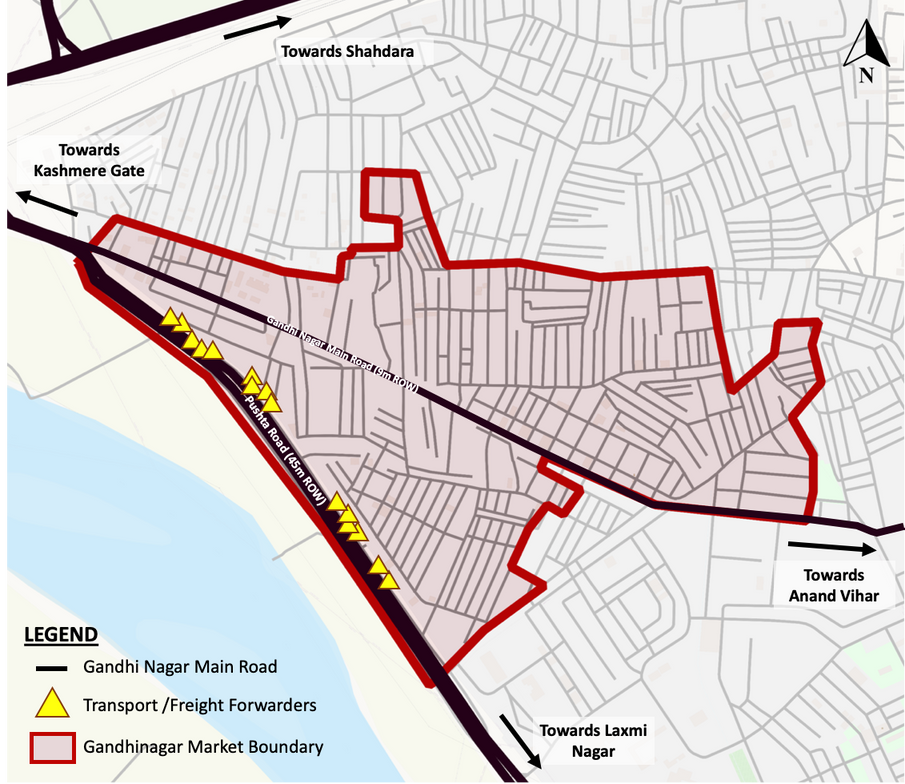 Towards Shahdara
N
Towards
Kashmere Gate
Gandhi Nagar Main Road (9m ROW)
Pushta Road (45m ROW)
Towards
Anand Vihar
LEGEND
Gandhi Nagar Main Road
Transport /Freight Forwarders
Gandhinagar Market Boundary
Towards Laxmi
Nagar